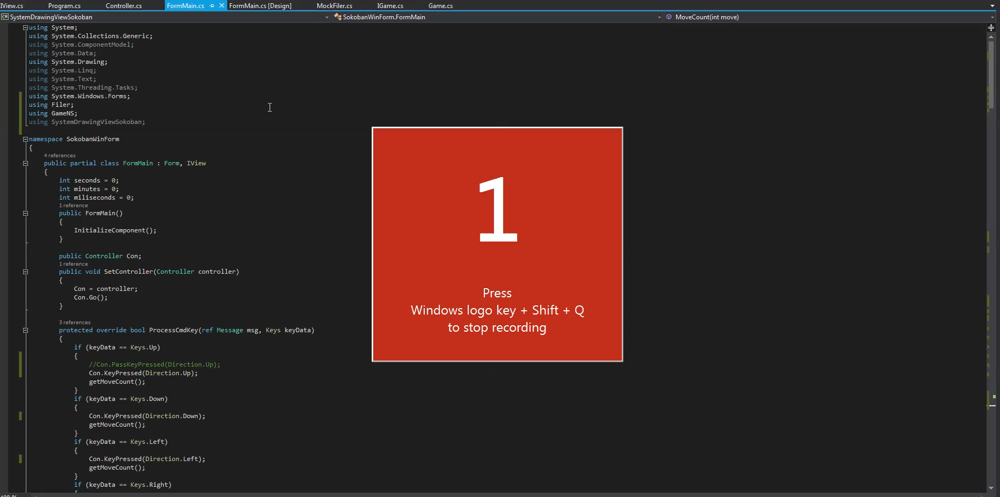 IView.cs Program.cs Controller.cs FormMain.cs FormMain.cs [Design] MockFiler.cs IGame.cs Game.cs
C# SystemDrawingViewSokoban SokobanWinForm.FormMain MoveCount(int move)
using System;
using System.Collections.Generic;
using System.ComponentModel;
using System.Data;
using System.Drawing;
using System.Linq;
using System.Text;
using System.Threading.Tasks;
using System.Windows.Forms;
using Filer;
using GameNS;
using SystemDrawingViewSokoban;
namespace SokobanWinForm
{
4 references
public partial class FormMain : Form, IView
{
int seconds = 0;
int minutes = 0;
int miliseconds = 0;
1 reference
public FormMain()
{
InitializeComponent();
}
public Controller Con;
1 reference
public void SetController(Controller controller)
{
Con = controller;
Con.Go();
}
3 references
protected override bool ProcessCmdKey(ref Message msg, Keys keyData)
{
if (keyData == Keys.Up)
{
//Con.PassKeyPressed(Direction.Up);
Con.KeyPressed(Direction.Up);
getMoveCount();
}
if (keyData == Keys.Down)
{
Con.KeyPressed(Direction.Down);
getMoveCount();
}
if (keyData == Keys.Left)
{
Con.KeyPressed(Direction.Left);
getMoveCount();
}
if (keyData == Keys.Right)
1
Press
Windows logo key + Shift + Q
to stop recording